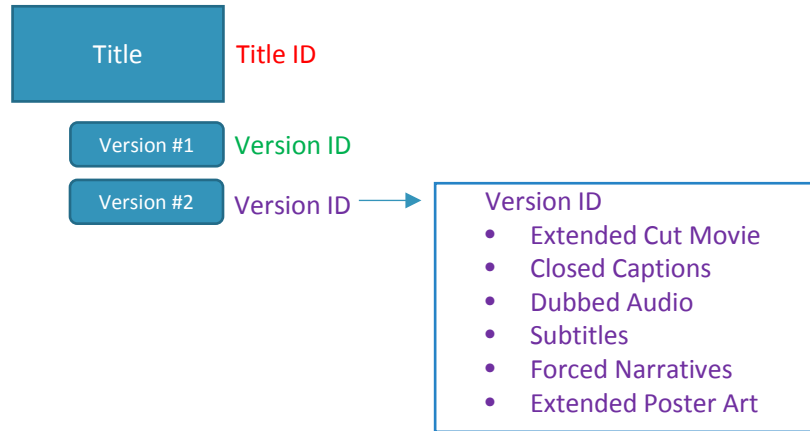 Title Title ID
Version #1 Version ID
Version #2 Version ID
Version ID
• Extended Cut Movie
• Closed Captions
• Dubbed Audio
• Subtitles
• Forced Narratives
• Extended Poster Art